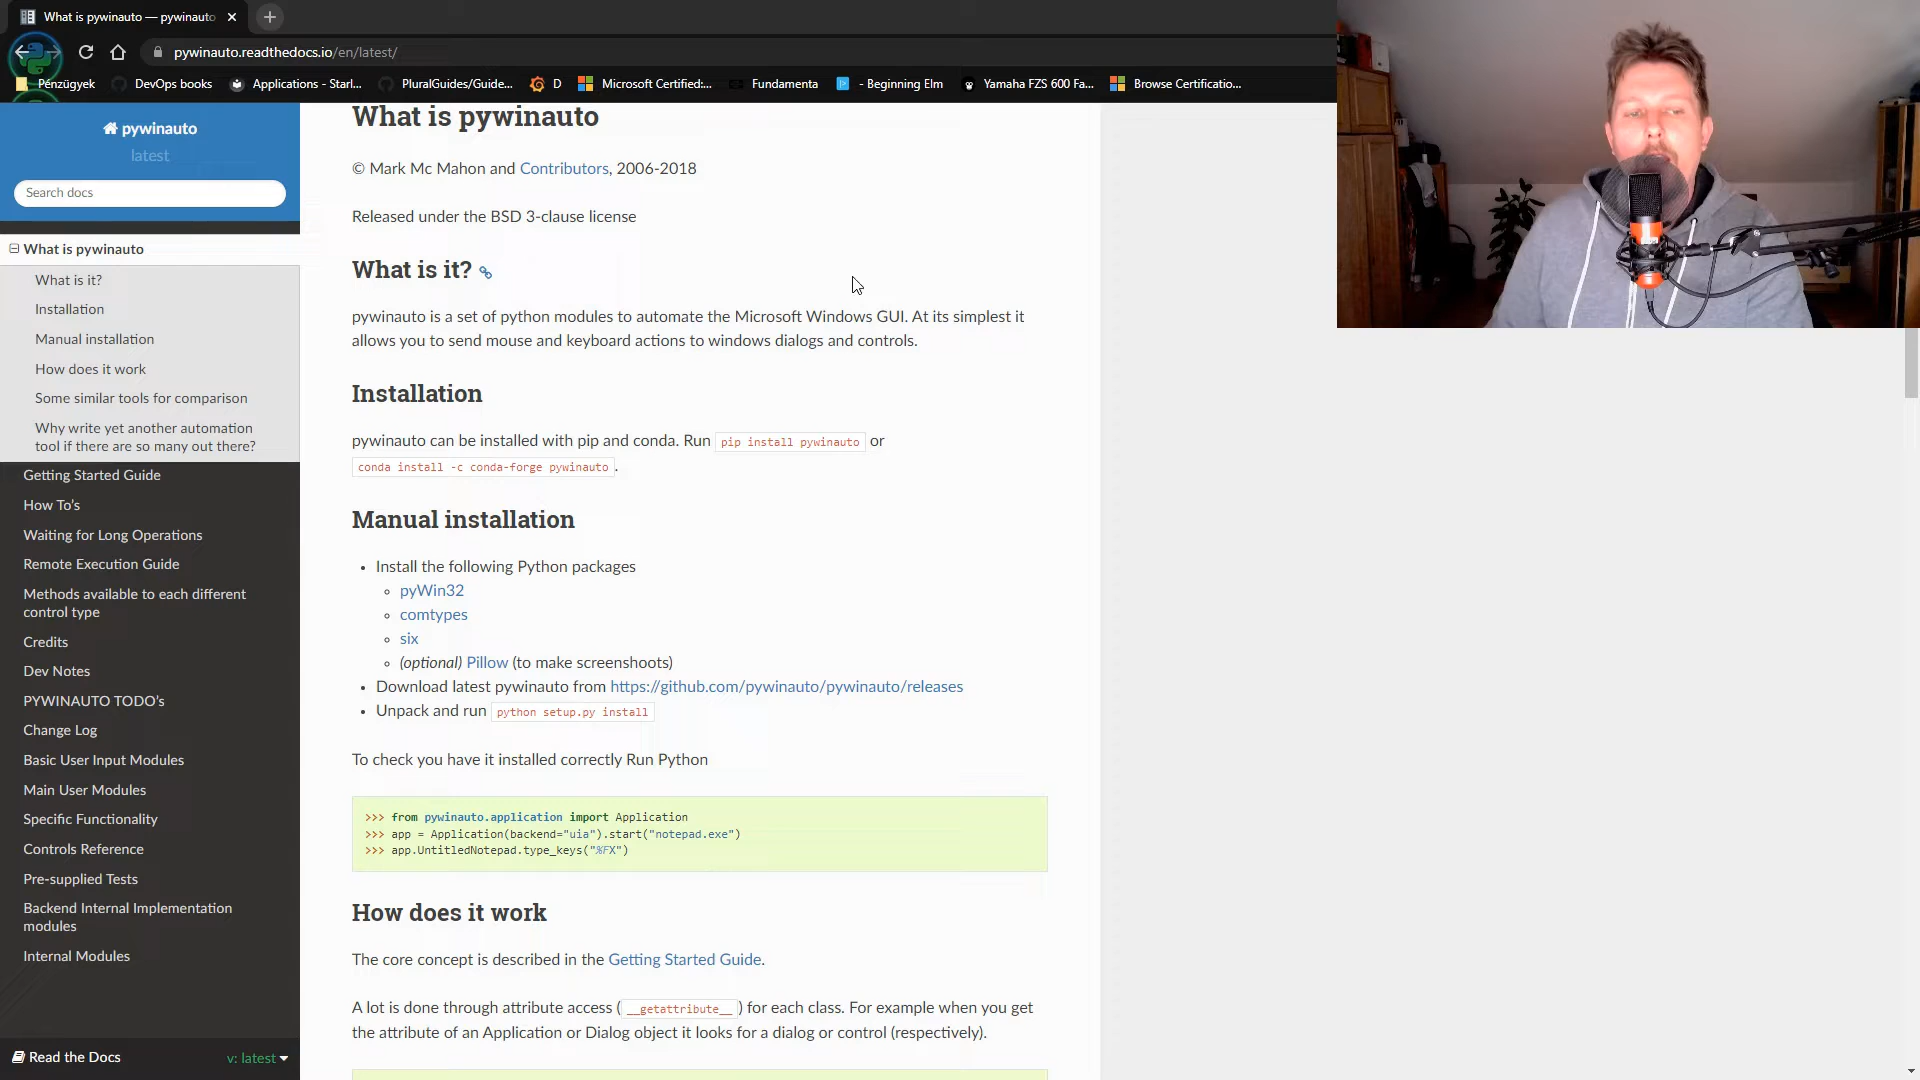 What is pywinauto — pywinauto
pywinauto.readthedocs.io/en/latest/
Pénzügyek
DevOps books
Applications - Starl...
PluralGuides/Guide...
D
Microsoft Certified:...
Fundamenta
- Beginning Elm
Yamaha FZS 600 Fa...
Browse Certificatio...
pywinauto
latest
Search docs
What is pywinauto
What is it?
Installation
Manual installation
How does it work
Some similar tools for comparison
Why write yet another automation
tool if there are so many out there?
Getting Started Guide
How To's
Waiting for Long Operations
Remote Execution Guide
Methods available to each different
control type
Credits
Dev Notes
PYWINAUTO TODO's
Change Log
Basic User Input Modules
Main User Modules
Specific Functionality
Controls Reference
Pre-supplied Tests
Backend Internal Implementation
modules
Internal Modules
Read the Docs
v: latest
What is pywinauto
© Mark Mc Mahon and Contributors, 2006-2018
Released under the BSD 3-clause license
What is it?
pywinauto is a set of python modules to automate the Microsoft Windows GUI. At its simplest it
allows you to send mouse and keyboard actions to windows dialogs and controls.
Installation
pywinauto can be installed with pip and conda. Run pip install pywinauto or
conda install -c conda-forge pywinauto.
Manual installation
• Install the following Python packages
pyWin32
comtypes
six
(optional) Pillow (to make screenshoots)
• Download latest pywinauto from https://github.com/pywinauto/pywinauto/releases
• Unpack and run python setup.py install
To check you have it installed correctly Run Python
>>> from pywinauto.application import Application
>>> app = Application(backend="uia").start("notepad.exe")
>>> app.UntitledNotepad.type_keys("%FX")
How does it work
The core concept is described in the Getting Started Guide.
A lot is done through attribute access (__getattribute__) for each class. For example when you get
the attribute of an Application or Dialog object it looks for a dialog or control (respectively).